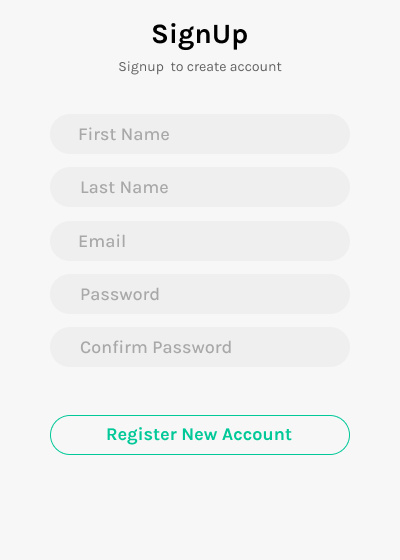 SignUp
Signup  to create account
First Name
Last Name
Email
Password
Confirm Password
Register New Account